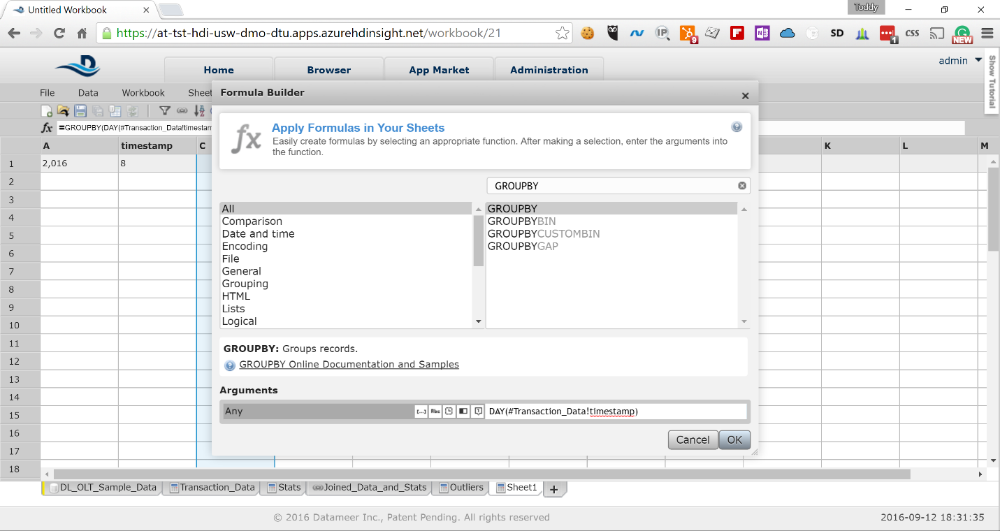 Untitled Workbook
Toddy
https://at-tst-hdi-usw-dmo-dtu.apps.azurehdinsight.net/workbook/21
IP
9
N
SD
1
CSS
NEW
Home Browser App Market Administration
admin
Show Tutorial
File Data Workbook Sheet
Formula Builder
fx =GROUPBY(DAY(#Transaction_Data!timestam
fx
Apply Formulas in Your Sheets
Easily create formulas by selecting an appropriate function. After making a selection, enter the arguments into
the function.
A timestamp C K L M
1 2,016 8
2
3
4
5
6
7
8
9
10
11
12
13
14
15
16
17
18
GROUPBY
All
Comparison
Date and time
Encoding
File
General
Grouping
HTML
Lists
Logical
GROUPBY
GROUPBYBIN
GROUPBYCUSTOMBIN
GROUPBYGAP
GROUPBY: Groups records.
GROUPBY Online Documentation and Samples
Arguments
Any [...] Abc DAY(#Transaction_Data!timestamp)
Cancel OK
DL_OLT_Sample_Data Transaction_Data Stats Joined_Data_and_Stats Outliers Sheet1 +
© 2016 Datameer Inc., Patent Pending. All rights reserved
2016-09-12 18:31:35